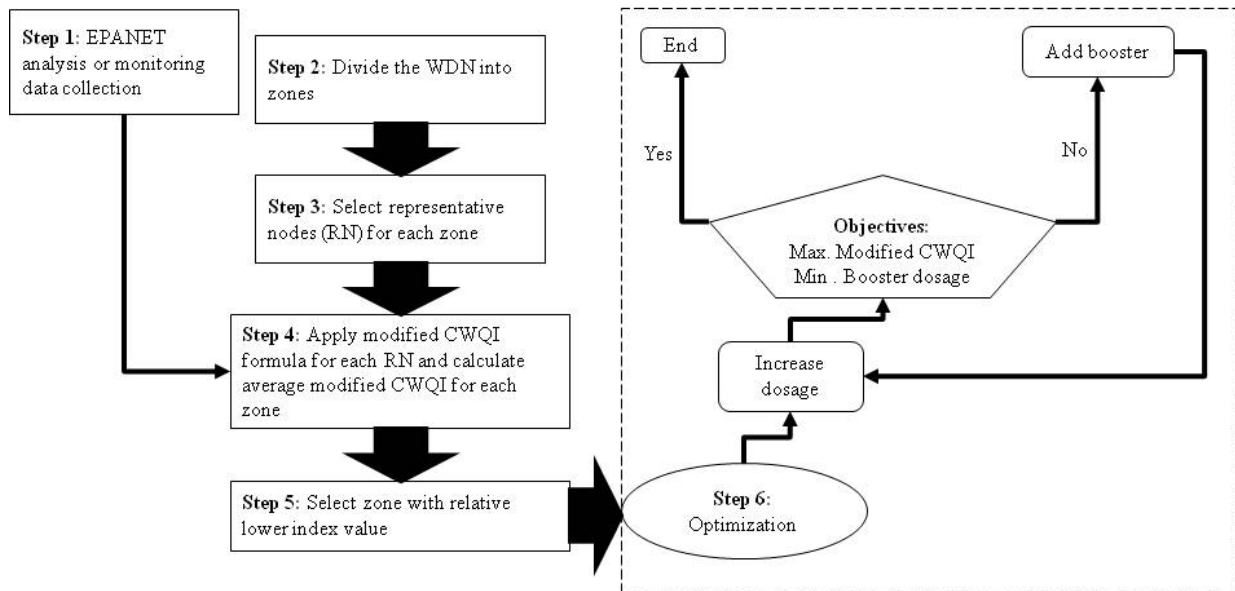 Step 1: EPANET
analysis or monitoring
data collection
Step 2: Divide the WDN into
zones
Step 3: Select representative
nodes (RN) for each zone
Step 4: Apply modified CWQI
formula for each RN and calculate
average modified CWQI for each
zone
Step 5: Select zone with relative
lower index value
Step 6:
Optimization
Increase
dosage
Objectives:
Max. Modified CWQI
Min . Booster dosage
Yes
No
End
Add booster